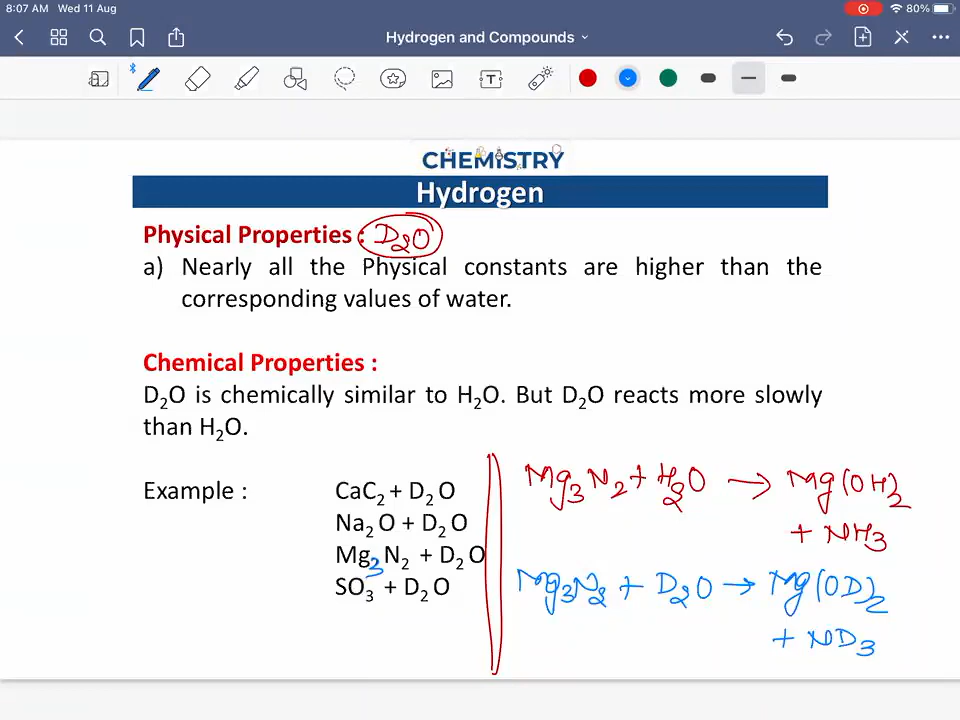 8:07 AM Wed 11 Aug
80%
Hydrogen and Compounds
T
CHEMISTRY
Hydrogen
Physical Properties : D₂O
a) Nearly all the Physical constants are higher than the
corresponding values of water.
Chemical Properties :
D₂O is chemically similar to H₂O. But D₂O reacts more slowly
than H₂O.
Example :
CaC₂ + D₂ O
Na₂ O + D₂ O
Mg₃ N₂ + D₂ O
SO₃ + D₂ O
Mg₃ N₂ + H₂O → Mg(OH)₂
+ NH₃
Mg₃N₂ + D₂O → Mg(OD)₂
+ ND₃